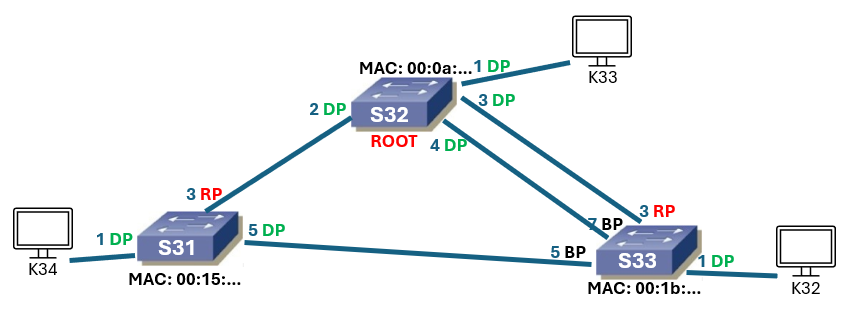 MAC: 00:0a:...
1 DP
K33
S32
ROOT
2 DP
3 DP
4 DP
3 RP
1 DP
S31
5 DP
K34
MAC: 00:15:...
7 BP
3 RP
5 BP
S33
1 DP
K32
MAC: 00:1b:...